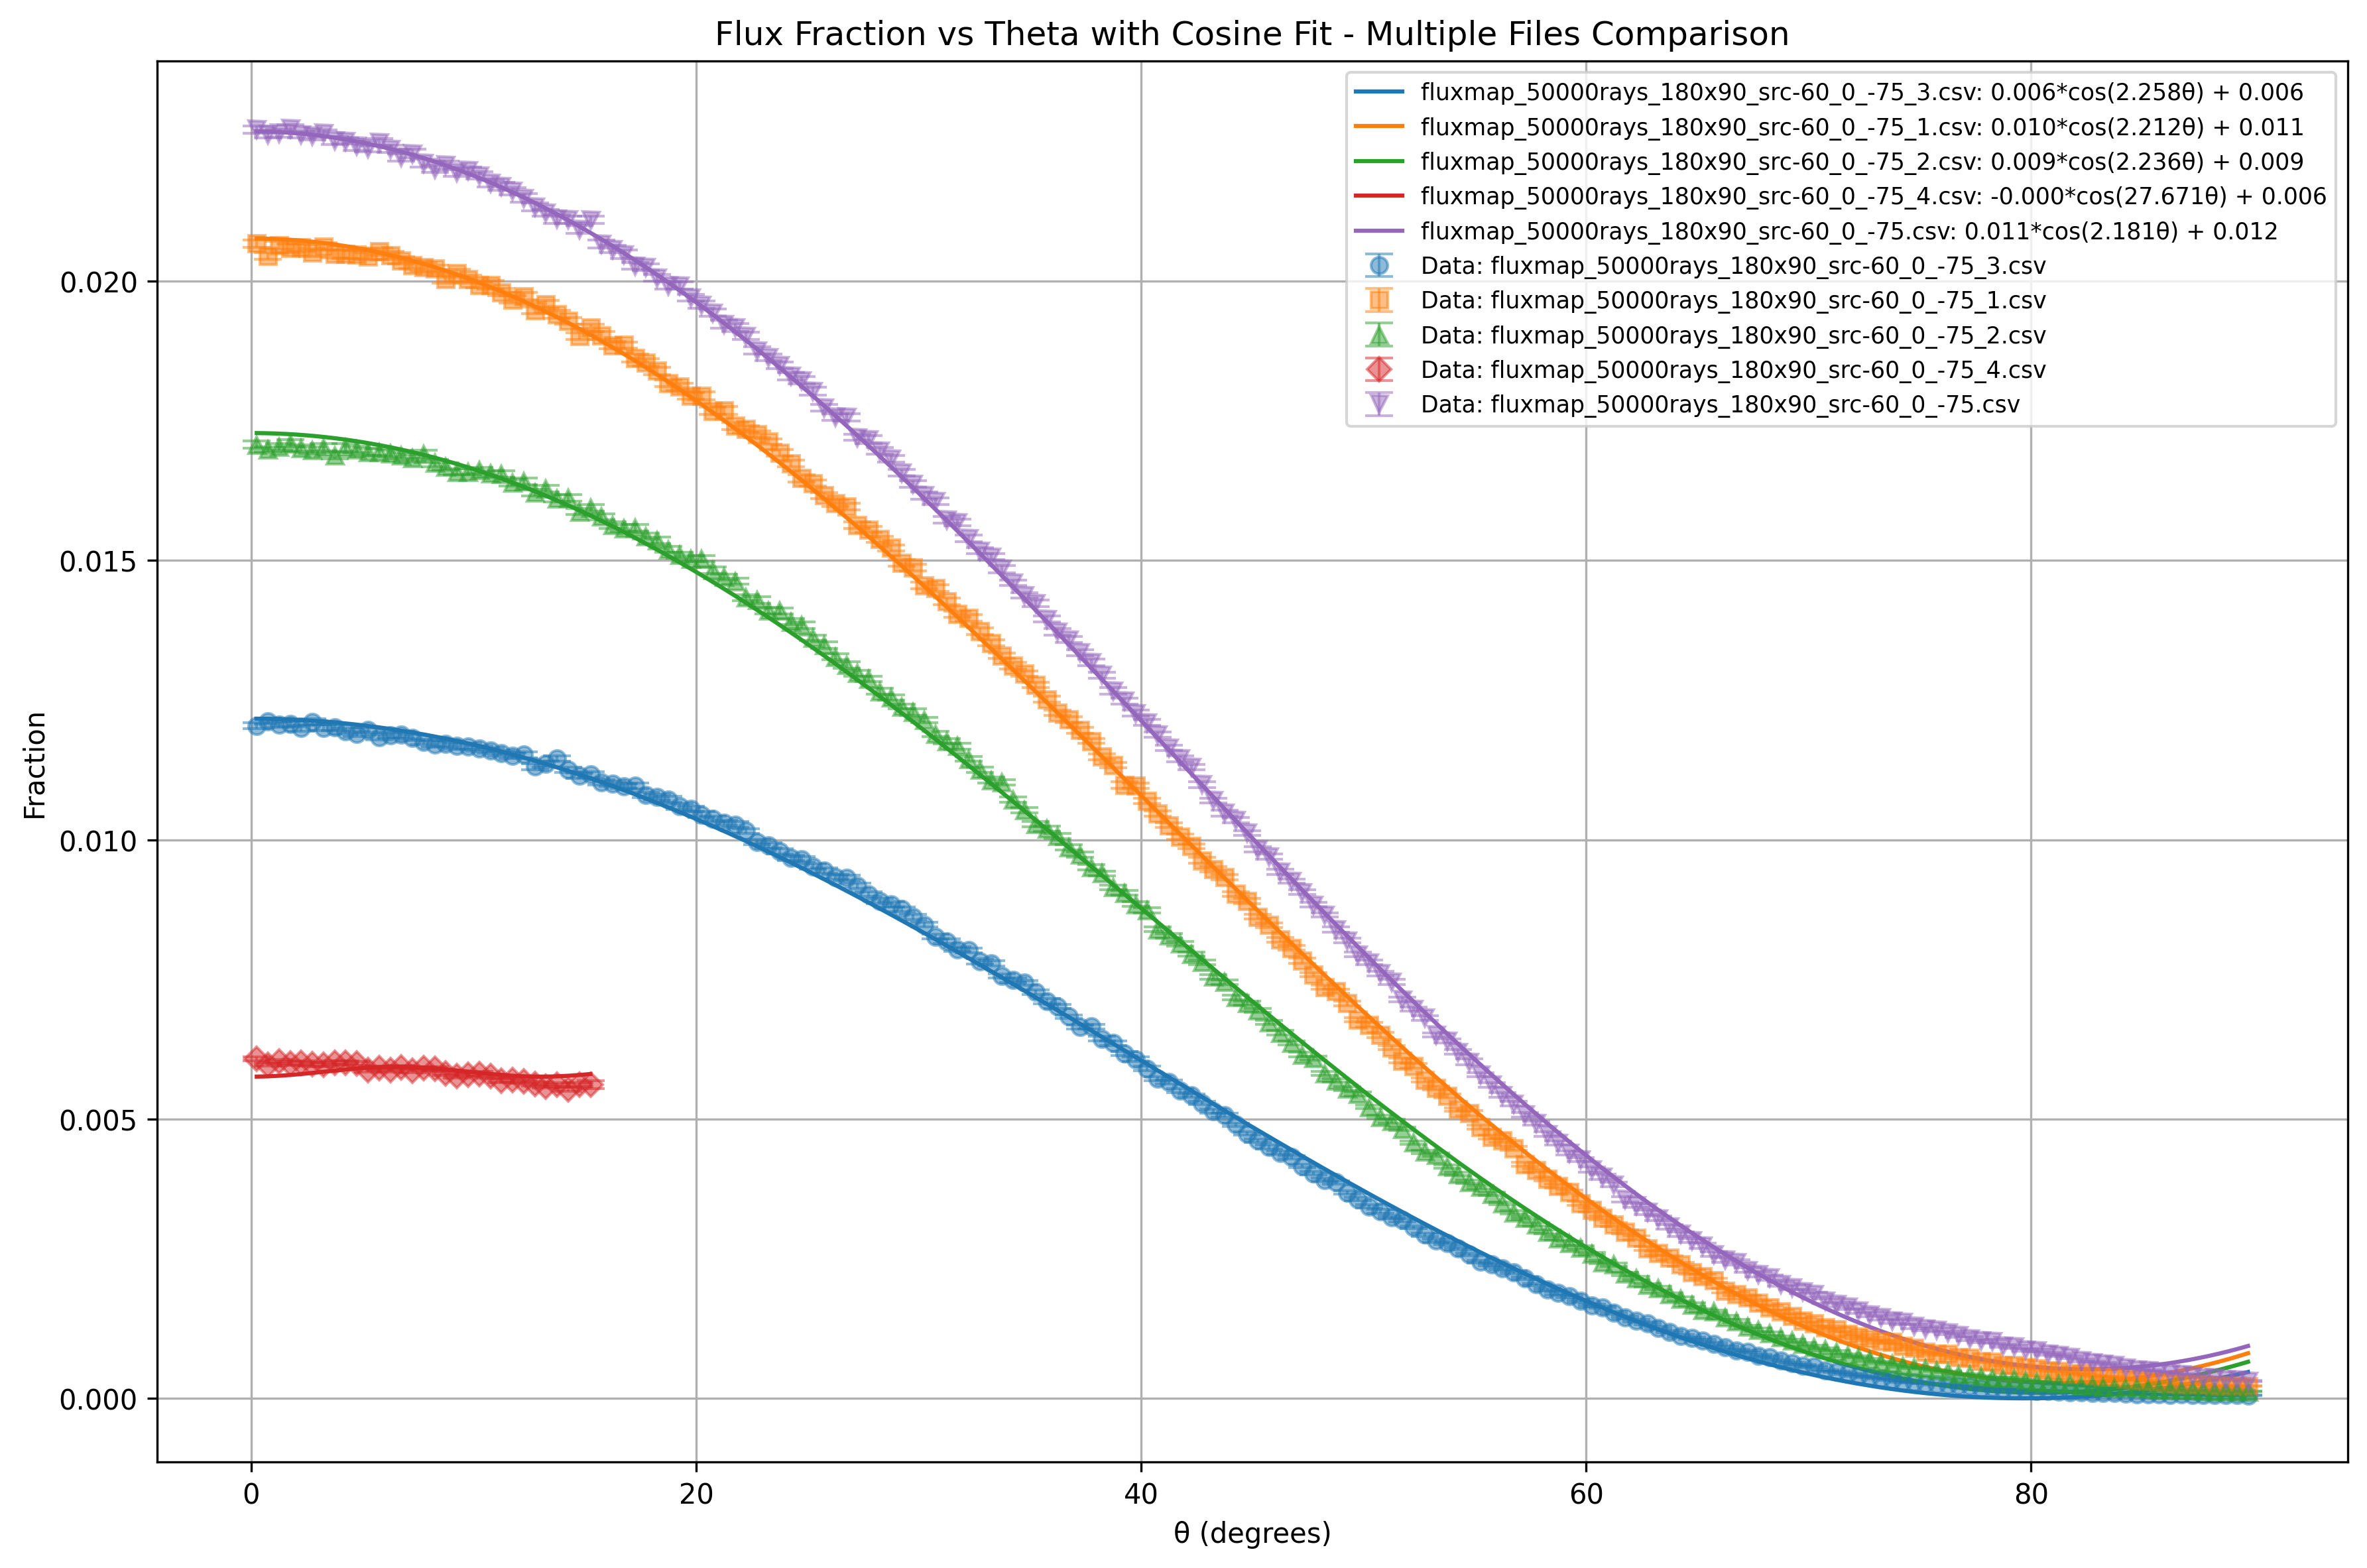 Flux Fraction vs Theta with Cosine Fit - Multiple Files Comparison
fluxmap_50000rays_180x90_src-60_0_-75_3.csv: 0.006*cos(2.258θ) + 0.006
fluxmap_50000rays_180x90_src-60_0_-75_1.csv: 0.010*cos(2.212θ) + 0.011
fluxmap_50000rays_180x90_src-60_0_-75_2.csv: 0.009*cos(2.236θ) + 0.009
fluxmap_50000rays_180x90_src-60_0_-75_4.csv: -0.000*cos(27.671θ) + 0.006
fluxmap_50000rays_180x90_src-60_0_-75.csv: 0.011*cos(2.181θ) + 0.012
Data: fluxmap_50000rays_180x90_src-60_0_-75_3.csv
Data: fluxmap_50000rays_180x90_src-60_0_-75_1.csv
Data: fluxmap_50000rays_180x90_src-60_0_-75_2.csv
Data: fluxmap_50000rays_180x90_src-60_0_-75_4.csv
Data: fluxmap_50000rays_180x90_src-60_0_-75.csv
Fraction
0.020
0.015
0.010
0.005
0.000
0 20 40 60 80
θ (degrees)